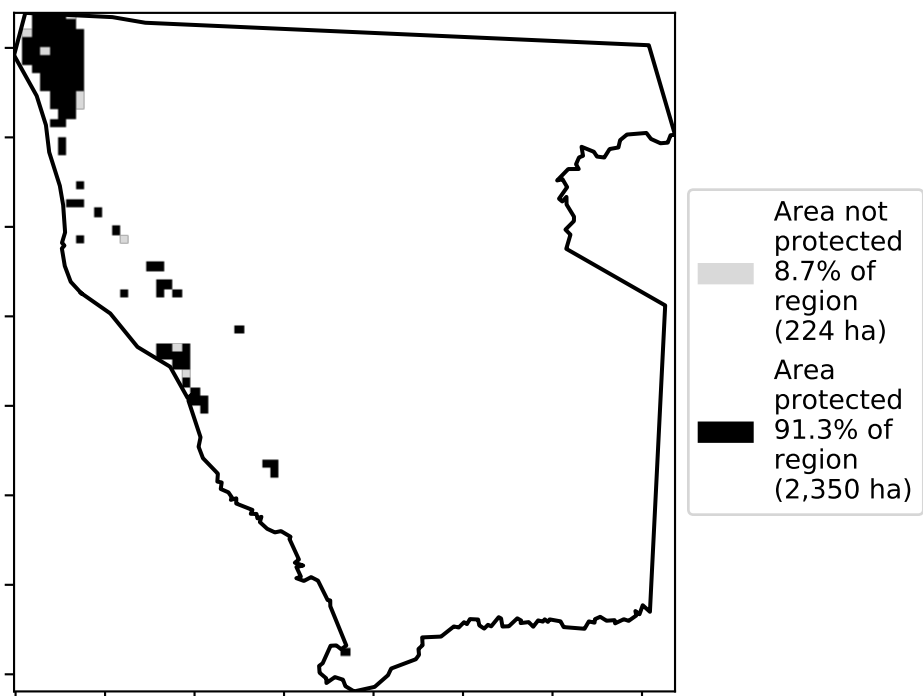 Area not
protected
8.7% of
region
(224 ha)
Area
protected
91.3% of
region
(2,350 ha)